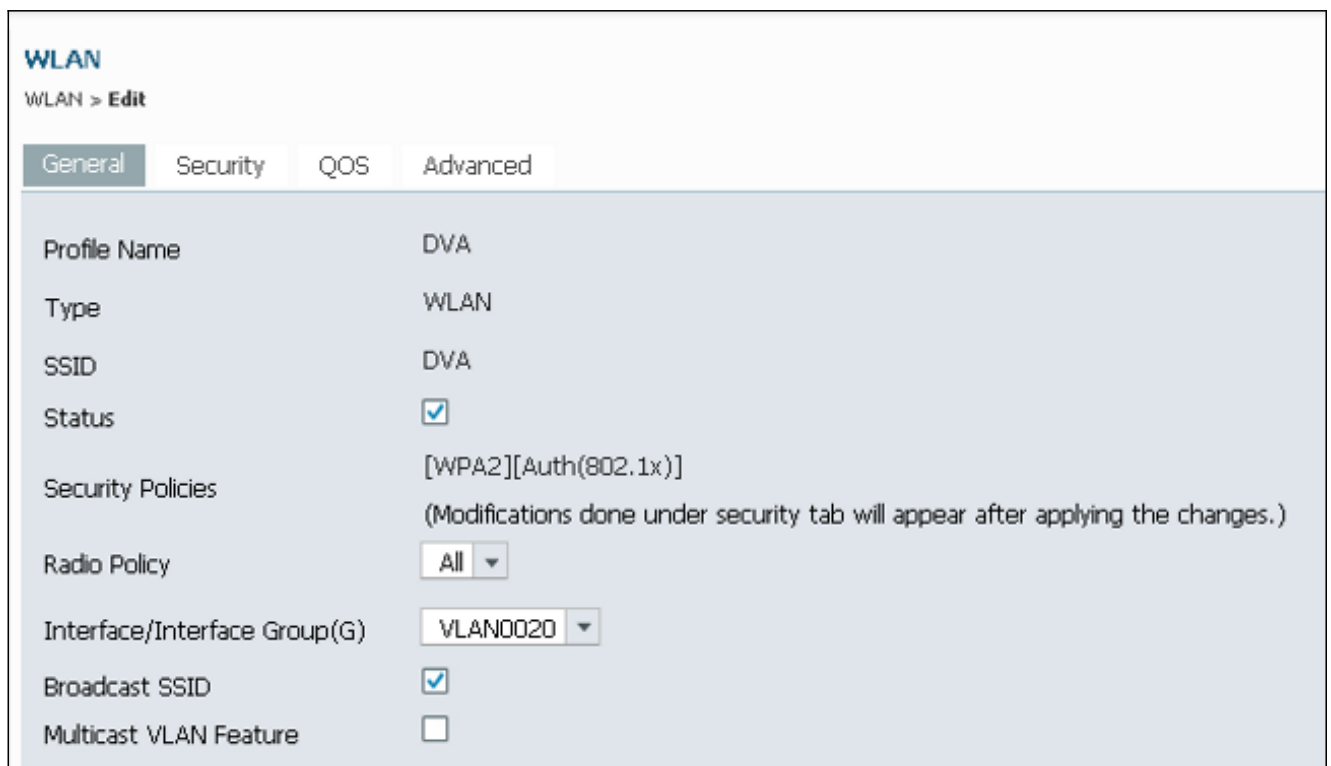 WLAN
WLAN > Edit
General Security QOS Advanced
Profile Name DVA
Type WLAN
SSID DVA
Status
Security Policies [WPA2][Auth(802.1x)]
(Modifications done under security tab will appear after applying the changes.)
Radio Policy All
Interface/Interface Group(G) VLAN0020
Broadcast SSID
Multicast VLAN Feature